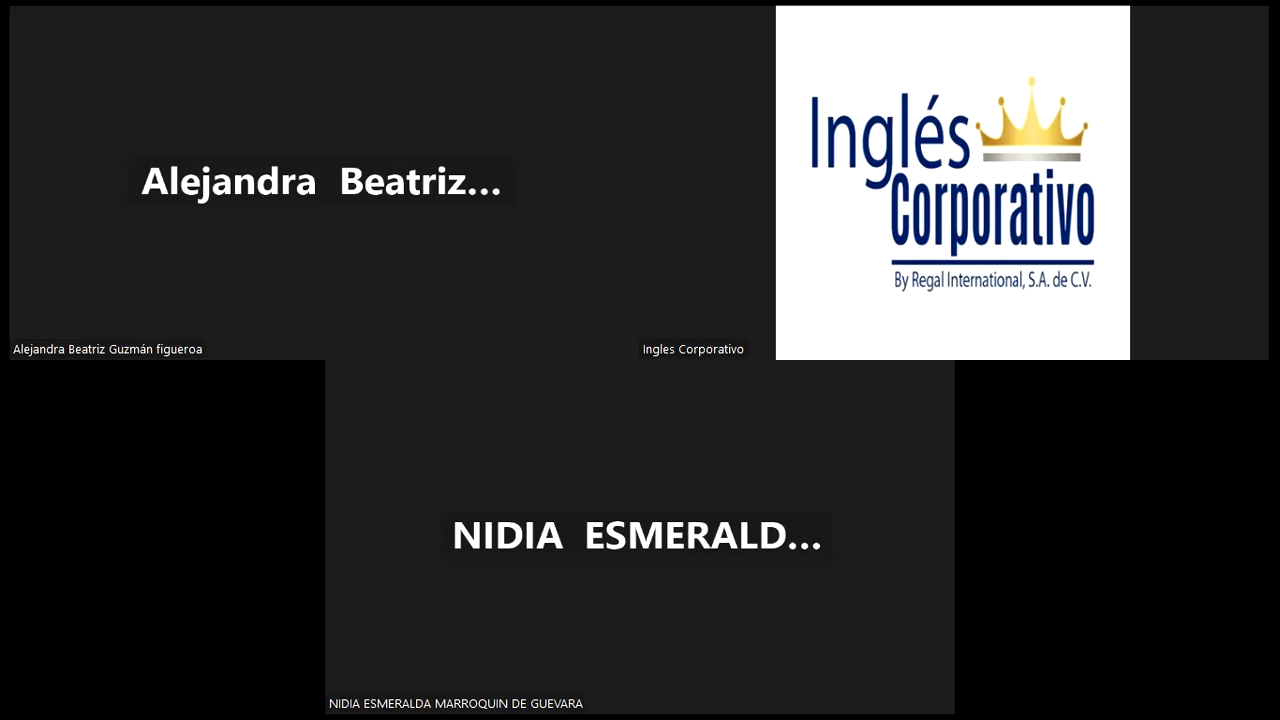 Alejandra Beatriz...
Alejandra Beatriz Guzmán figueroa
Inglés
Corporativo
By Regal International, S.A. de C.V.
Ingles Corporativo
NIDIA ESMERALD...
NIDIA ESMERALDA MARROQUIN DE GUEVARA